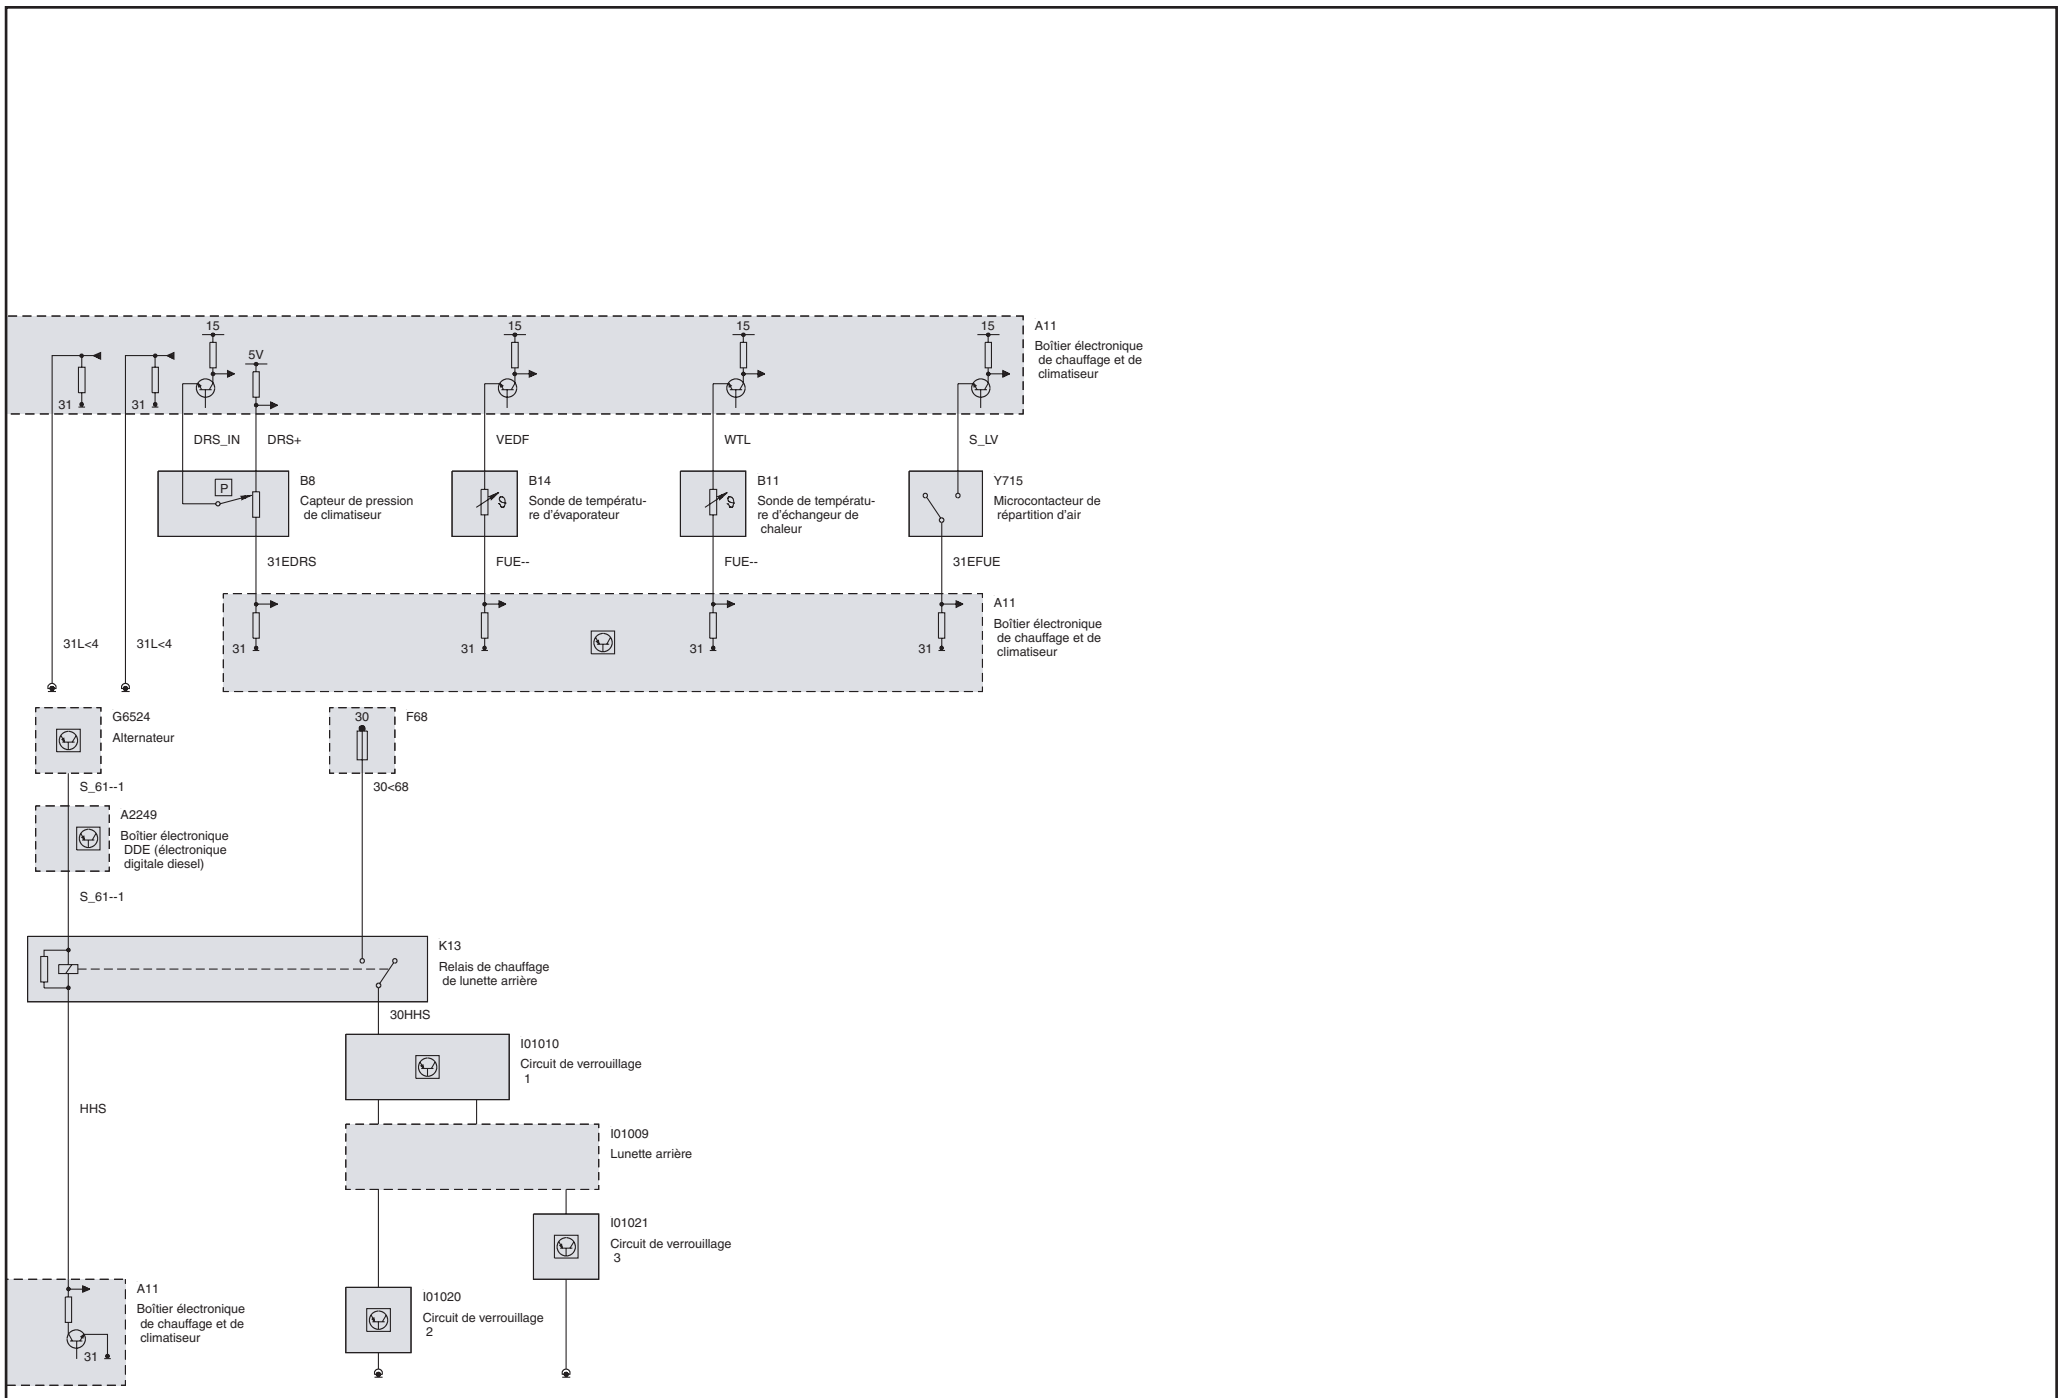 15
15
15
15
A11
5V
Boîtier électronique
de chauffage et de
climatiseur
31
31
DRS_IN
DRS+
VEDF
WTL
S_LV
B8
P
Capteur de pression
de climatiseur
B14
Sonde de températu-
re d'évaporateur
B11
Sonde de températu-
re d'échangeur de
chaleur
Y715
Microcontacteur de
répartition d'air
31EDRS
FUE--
FUE--
31EFUE
A11
Boîtier électronique
de chauffage et de
climatiseur
31L<4
31L<4
31
31
31
31
G6524
Alternateur
30
F68
S_61--1
30<68
A2249
Boîtier électronique
DDE (électronique
digitale diesel)
S_61--1
K13
Relais de chauffage
de lunette arrière
30HHS
I01010
Circuit de verrouillage
1
HHS
I01009
Lunette arrière
I01021
Circuit de verrouillage
3
A11
Boîtier électronique
de chauffage et de
climatiseur
31
I01020
Circuit de verrouillage
2